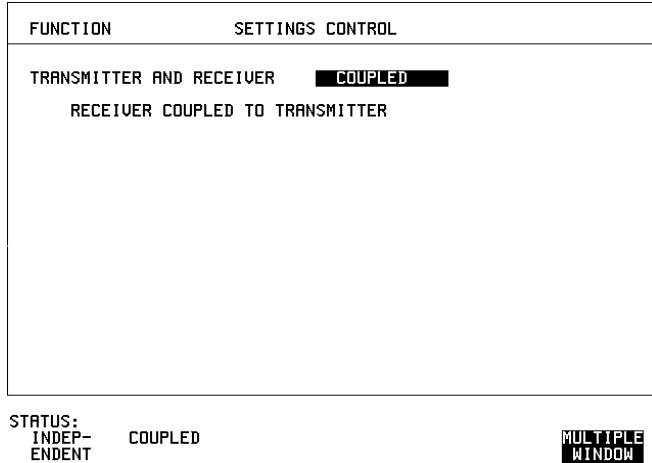 FUNCTION SETTINGS CONTROL
TRANSMITTER AND RECEIVER COUPLED
RECEIVER COUPLED TO TRANSMITTER
STATUS:
INDEP- COUPLED MULTIPLE
ENDENT WINDOW